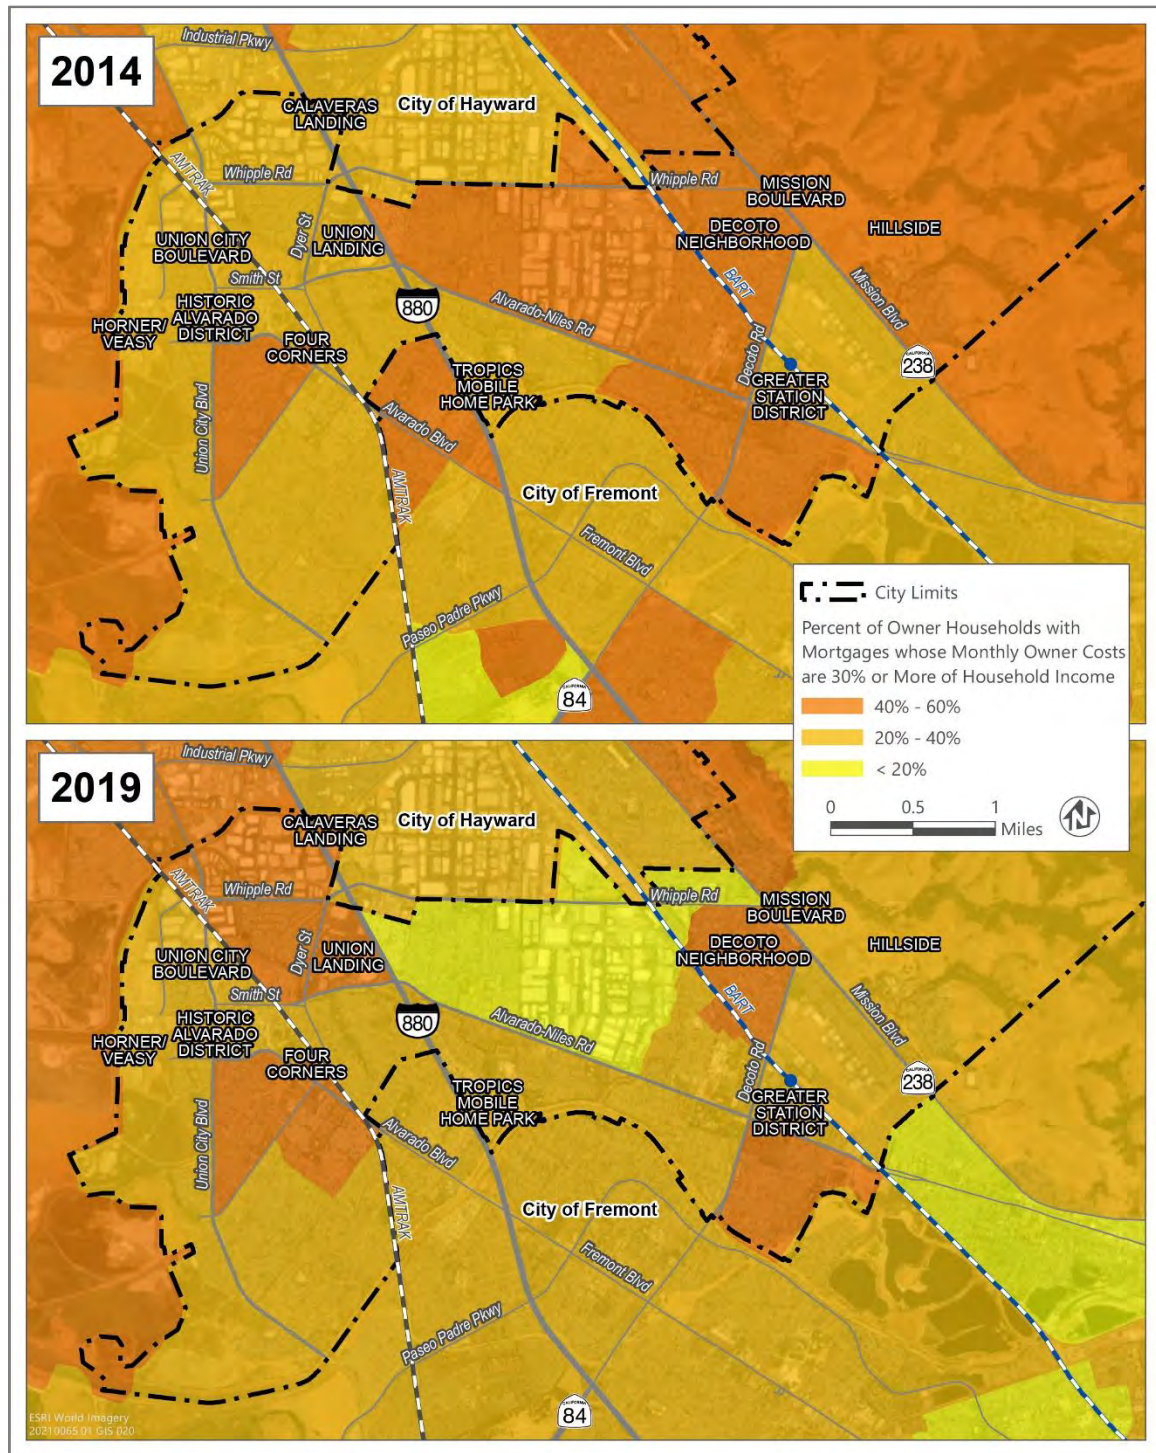 2014
Industrial Pkwy
CALAVERAS
LANDING
City of Hayward
AMTRAK
Whipple Rd
Whipple Rd
MISSION
BOULEVARD
UNION CITY
BOULEVARD
Dyer St
UNION
LANDING
DECOTO
NEIGHBORHOOD
HILLSIDE
Smith St
BART
Mission Blvd
HISTORIC
ALVARADO
DISTRICT
880
Alvarado-Niles Rd
HORNER/
VEASY
FOUR
CORNERS
Decoto Rd
CALIFORNIA
238
TROPICS
MOBILE
HOME PARK
GREATER
STATION
DISTRICT
Union City Blvd
Alvarado Blvd
AMTRAK
City of Fremont
Fremont Blvd
Paseo Padre Pkwy
CALIFORNIA
84
City Limits
Percent of Owner Households with
Mortgages whose Monthly Owner Costs
are 30% or More of Household Income
40% - 60%
20% - 40%
< 20%
0 0.5 1
Miles
N
2019
Industrial Pkwy
CALAVERAS
LANDING
City of Hayward
AMTRAK
Whipple Rd
Whipple Rd
MISSION
BOULEVARD
UNION CITY
BOULEVARD
Dyer St
UNION
LANDING
DECOTO
NEIGHBORHOOD
HILLSIDE
Smith St
BART
Mission Blvd
HISTORIC
ALVARADO
DISTRICT
880
Alvarado-Niles Rd
HORNER/
VEASY
FOUR
CORNERS
Decoto Rd
CALIFORNIA
238
TROPICS
MOBILE
HOME PARK
GREATER
STATION
DISTRICT
Union City Blvd
Alvarado Blvd
AMTRAK
City of Fremont
Fremont Blvd
Paseo Padre Pkwy
CALIFORNIA
84
ESRI World Imagery
20210065.01 GIS 020